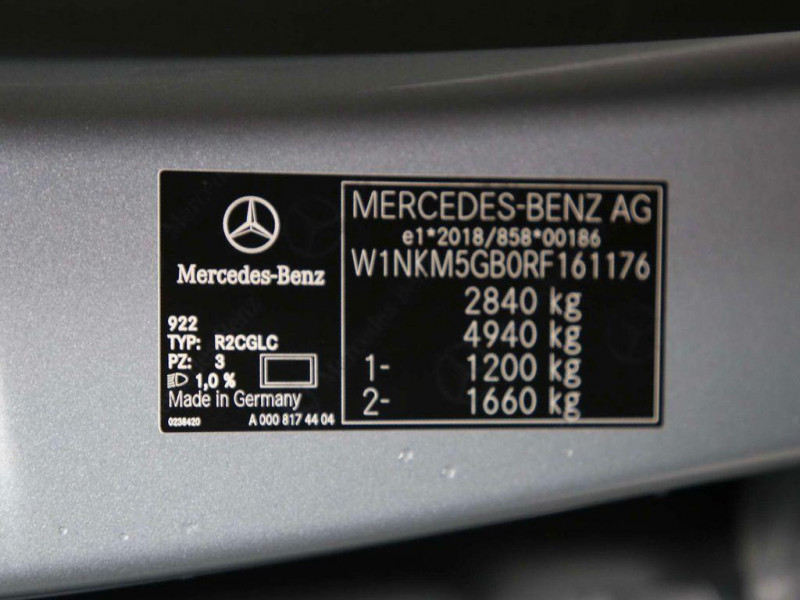 Mercedes-Benz
922
TYP: R2CGLC
PZ: 3
1,0 %
Made in Germany
0238420 A 000 817 44 04
MERCEDES-BENZ AG
e1*2018/858*00186
W1NKM5GB0RF161176
2840 kg
4940 kg
1- 1200 kg
2- 1660 kg